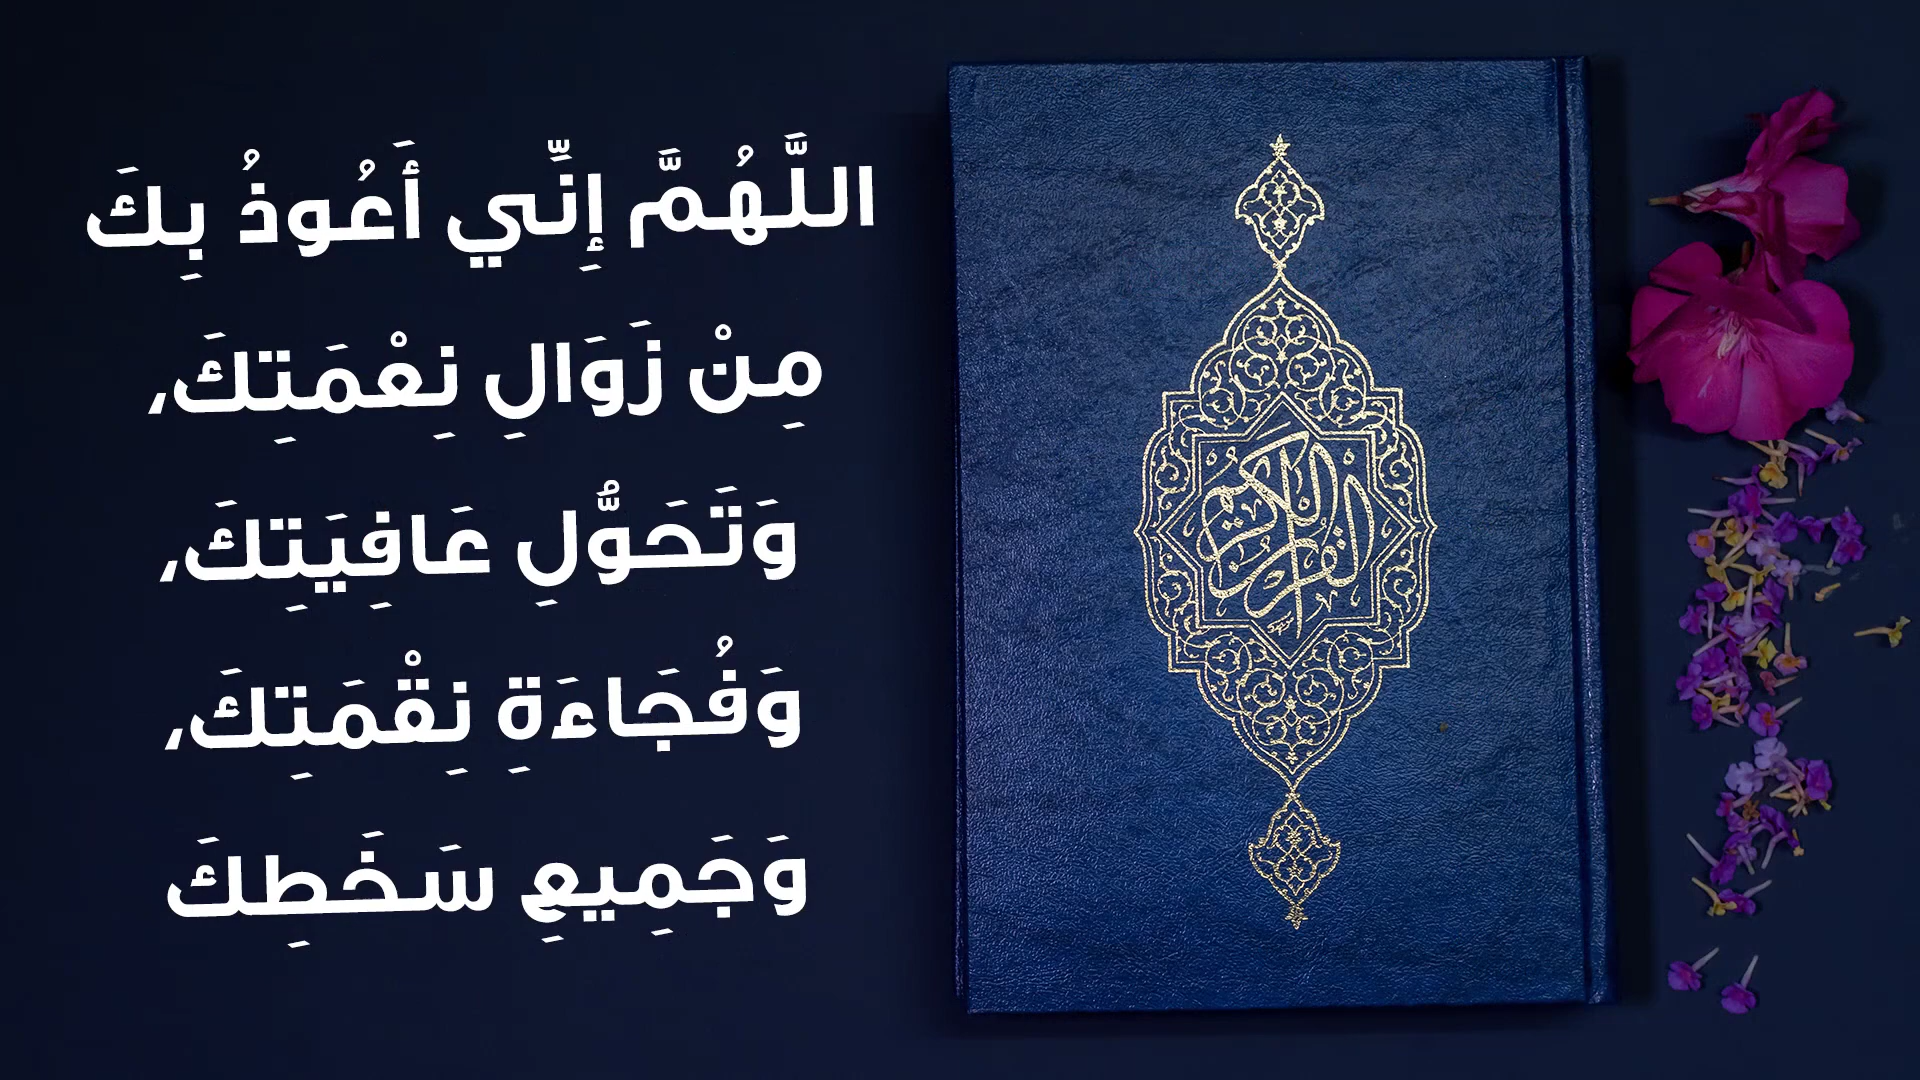 اللَّهُمَّ إِنِّي أَعُوذُ بِكَ
مِنْ زَوَالِ نِعْمَتِكَ،
وَتَحَوُّلِ عَافِيَتِكَ،
وَفُجَاءَةِ نِقْمَتِكَ،
وَجَمِيعِ سَخَطِكَ
القرآن الكريم